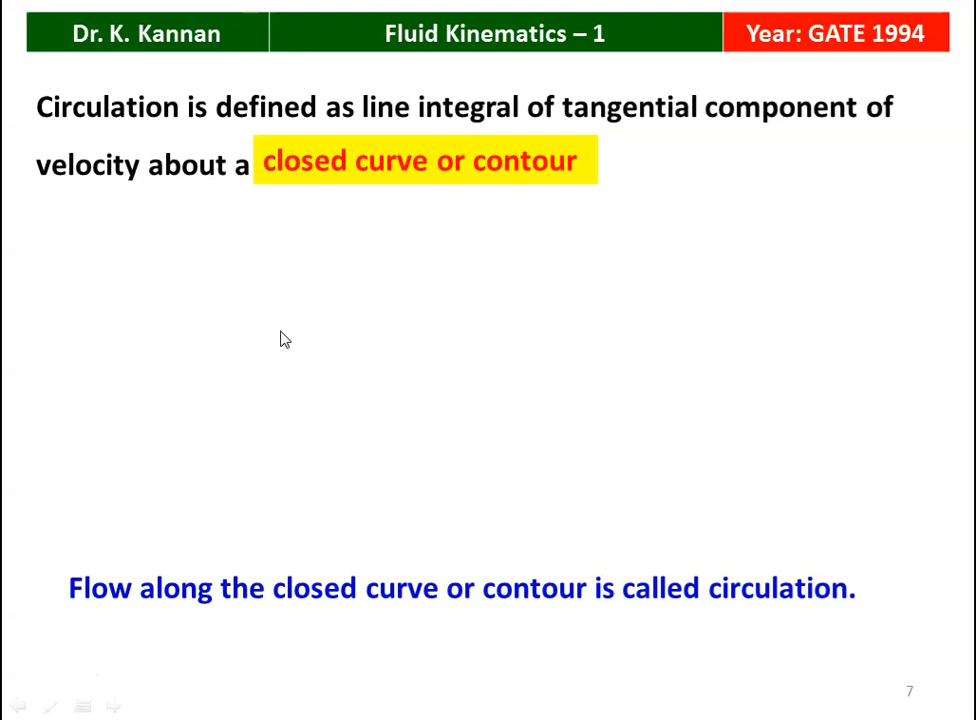 Dr. K. Kannan
Fluid Kinematics – 1
Year: GATE 1994
Circulation is defined as line integral of tangential component of
velocity about a closed curve or contour
Flow along the closed curve or contour is called circulation.
7